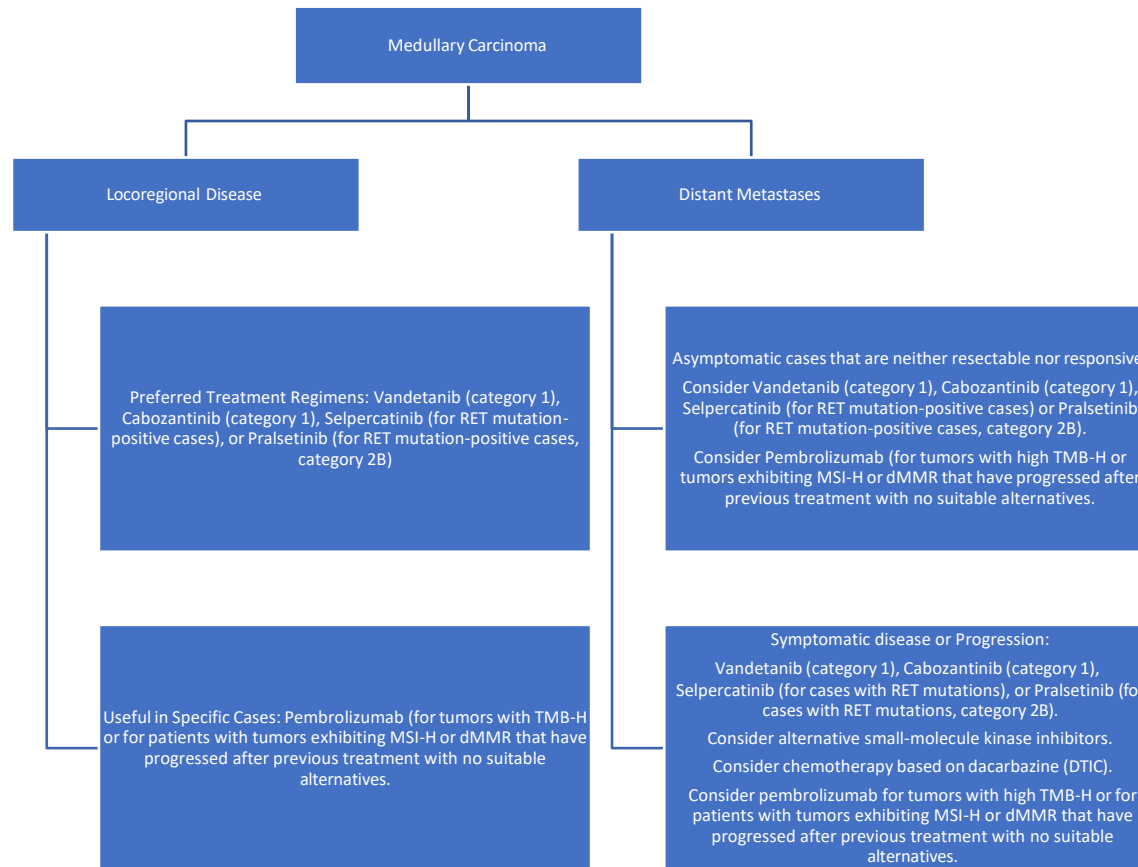 Medullary Carcinoma
Locoregional Disease
Distant Metastases
Preferred Treatment Regimens: Vandetanib (category 1),
Cabozantinib (category 1), Selpercatinib (for RET mutation-
positive cases), or Pralsetinib (for RET mutation-positive cases,
category 2B)
Asymptomatic cases that are neither resectable nor responsive
Consider Vandetanib (category 1), Cabozantinib (category 1),
Selpercatinib (for RET mutation-positive cases) or Pralsetinib
(for RET mutation-positive cases, category 2B).
Consider Pembrolizumab (for tumors with high TMB-H or
tumors exhibiting MSI-H or dMMR that have progressed after
previous treatment with no suitable alternatives.
Useful in Specific Cases: Pembrolizumab (for tumors with TMB-H
or for patients with tumors exhibiting MSI-H or dMMR that have
progressed after previous treatment with no suitable
alternatives.
Symptomatic disease or Progression:
Vandetanib (category 1), Cabozantinib (category 1),
Selpercatinib (for cases with RET mutations), or Pralsetinib (fo
cases with RET mutations, category 2B).
Consider alternative small-molecule kinase inhibitors.
Consider chemotherapy based on dacarbazine (DTIC).
Consider pembrolizumab for tumors with high TMB-H or for
patients with tumors exhibiting MSI-H or dMMR that have
progressed after previous treatment with no suitable
alternatives.